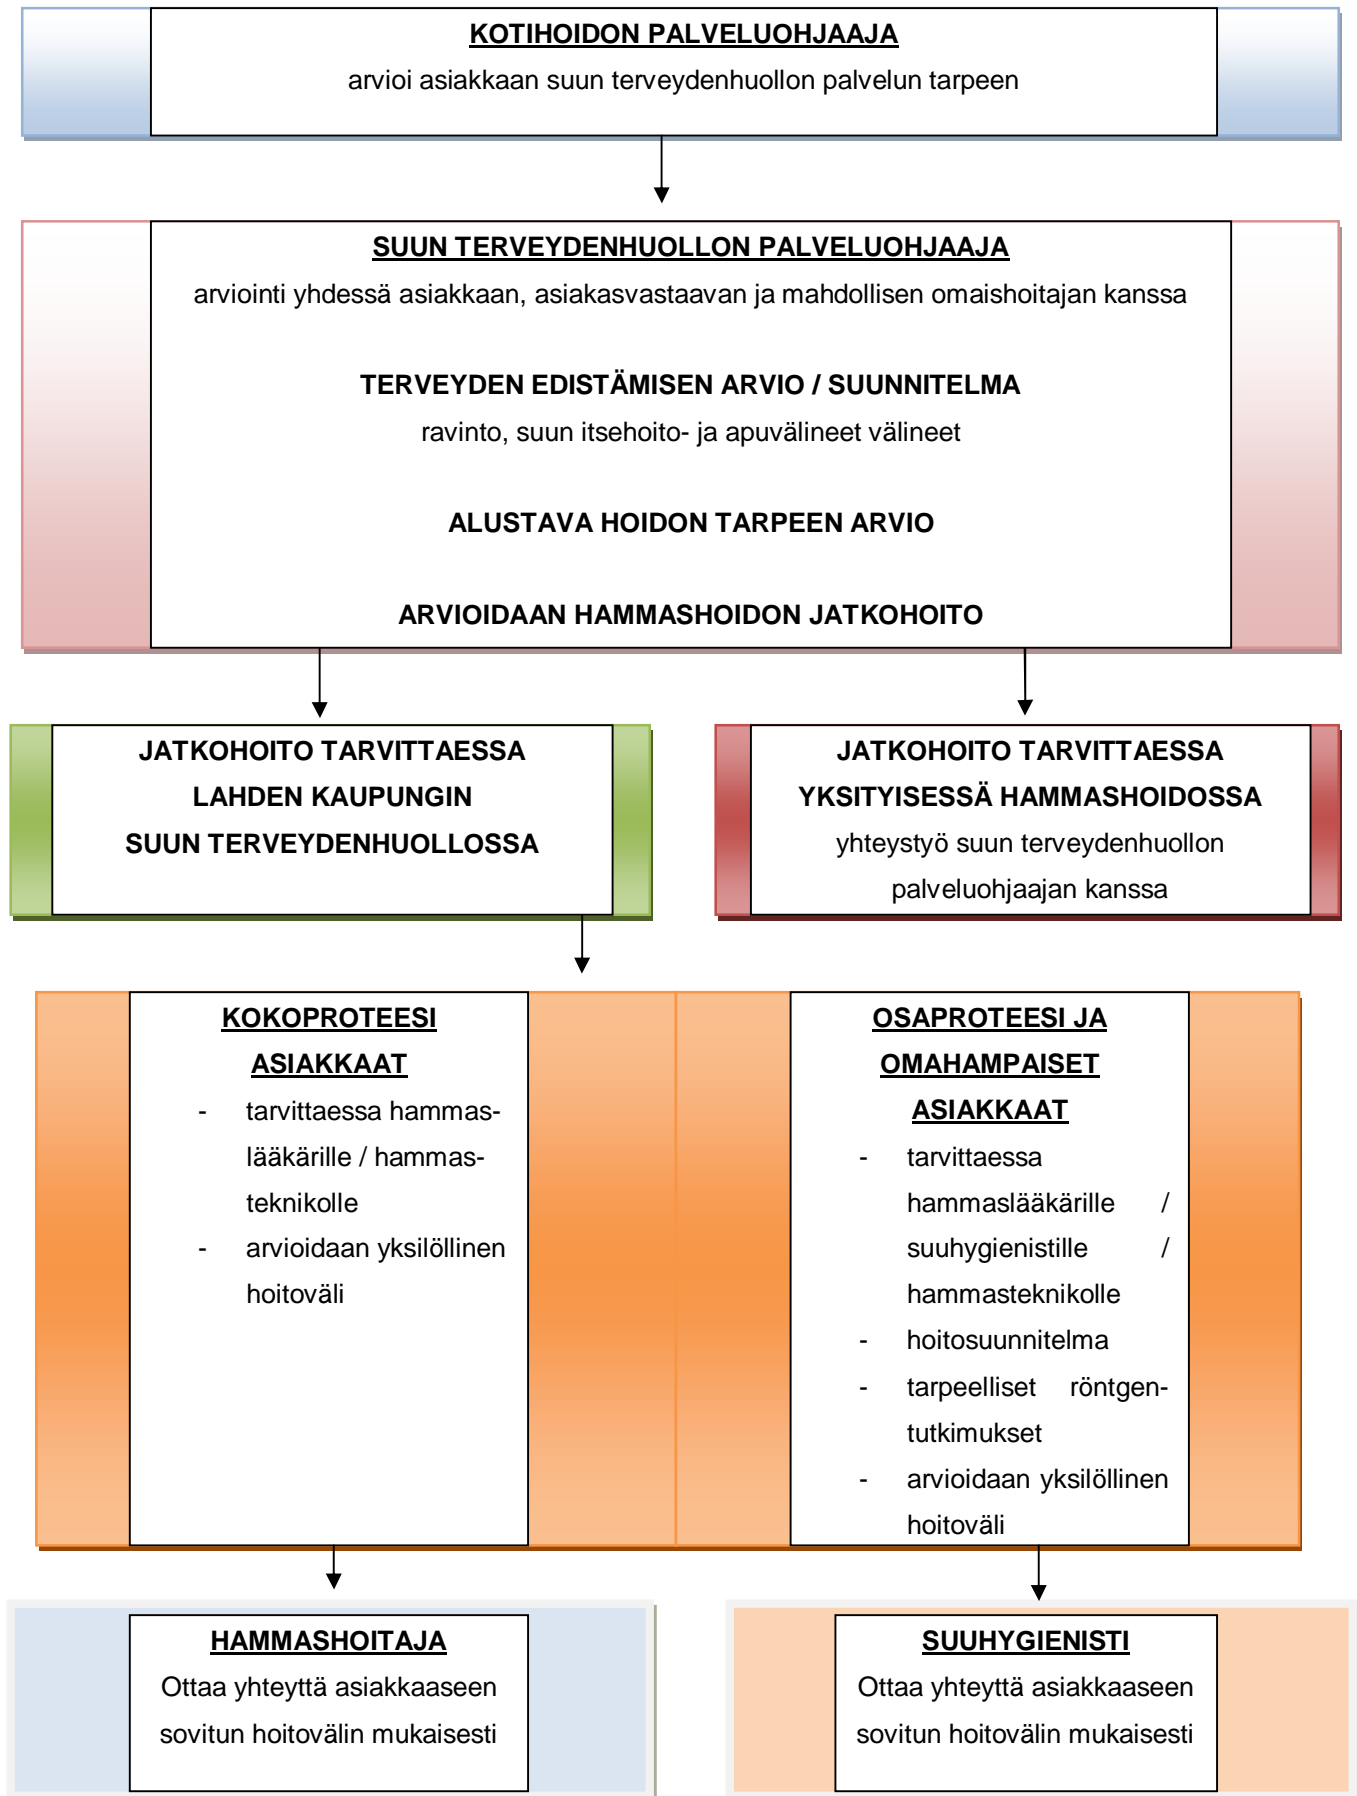 KOTIHOIDON PALVELUOHJAAJA
arvioi asiakkaan suun terveydenhuollon palvelun tarpeen
SUUN TERVEYDENHUOLLON PALVELUOHJAAJA
arviointi yhdessä asiakkaan, asiakasvastaavan ja mahdollisen omaishoitajan kanssa
TERVEYDEN EDISTÄMISEN ARVIO / SUUNNITELMA
ravinto, suun itsehoito- ja apuvälineet välineet
ALUSTAVA HOIDON TARPEEN ARVIO
ARVIOIDAAN HAMMASHOIDON JATKOHOITO
JATKOHOITO TARVITTAESSA
LAHDEN KAUPUNGIN
SUUN TERVEYDENHUOLLOSSA
JATKOHOITO TARVITTAESSA
YKSITYISESSÄ HAMMASHOIDOSSA
yhteystyö suun terveydenhuollon
palveluohjaajan kanssa
KOKOPROTEESI
ASIAKKAAT
- tarvittaessa hammas-
lääkärille / hammas-
teknikolle
- arvioidaan yksilöllinen
hoitoväli
OSAPROTEESI JA
OMAHAMPAISET
ASIAKKAAT
- tarvittaessa
hammaslääkärille /
suuhygienistille /
hammasteknikolle
- hoitosuunnitelma
- tarpeelliset röntgen-
tutkimukset
- arvioidaan yksilöllinen
hoitoväli
HAMMASHOITAJA
Ottaa yhteyttä asiakkaaseen
sovitun hoitovälin mukaisesti
SUUHYGIENISTI
Ottaa yhteyttä asiakkaaseen
sovitun hoitovälin mukaisesti